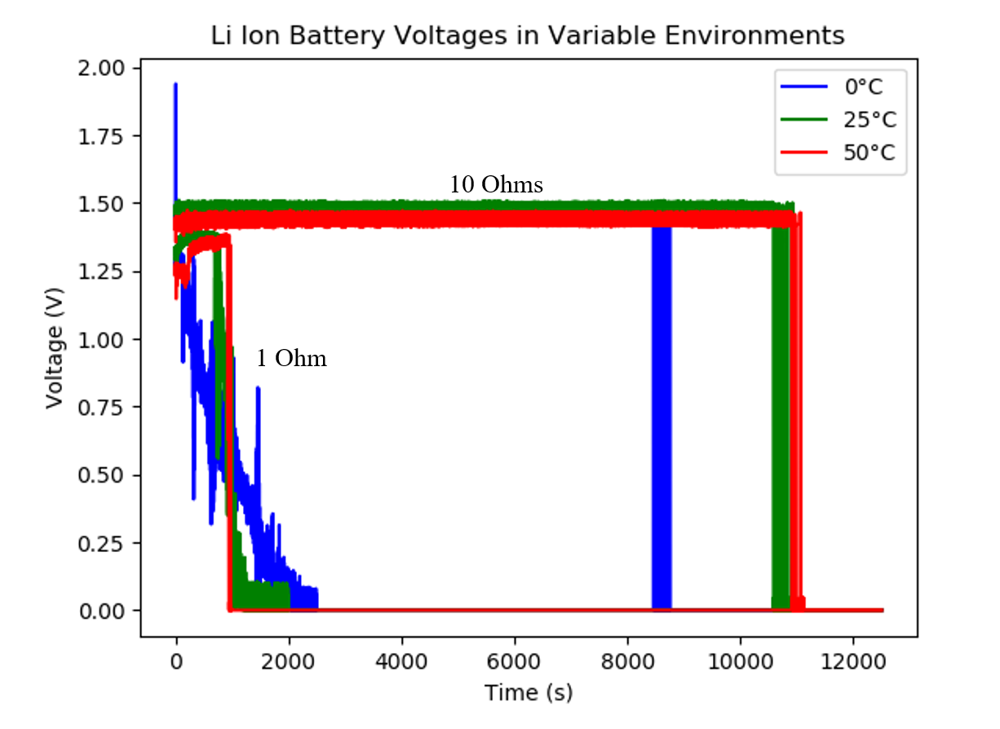 Li Ion Battery Voltages in Variable Environments
2.00
1.75
1.50
1.25
1.00
0.75
0.50
0.25
0.00
Voltage (V)
0°C
25°C
50°C
10 Ohms
1 Ohm
0
2000
4000
6000
8000
10000
12000
Time (s)